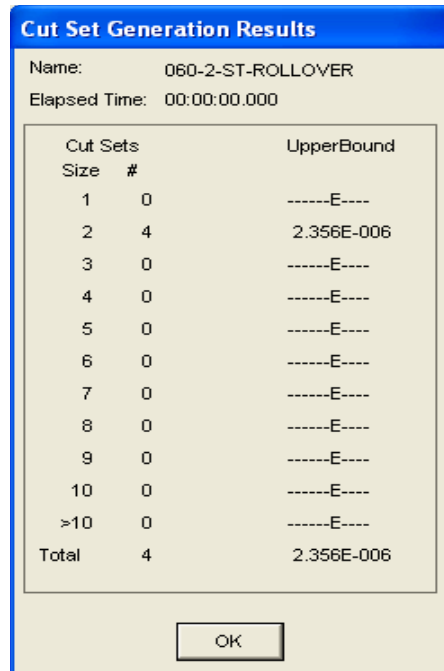 Cut Set Generation Results
Name: 060-2-ST-ROLLOVER
Elapsed Time: 00:00:00.000
Cut Sets UpperBound
Size #
1 0 ------E----
2 4 2.356E-006
3 0 ------E----
4 0 ------E----
5 0 ------E----
6 0 ------E----
7 0 ------E----
8 0 ------E----
9 0 ------E----
10 0 ------E----
>10 0 ------E----
Total 4 2.356E-006
OK